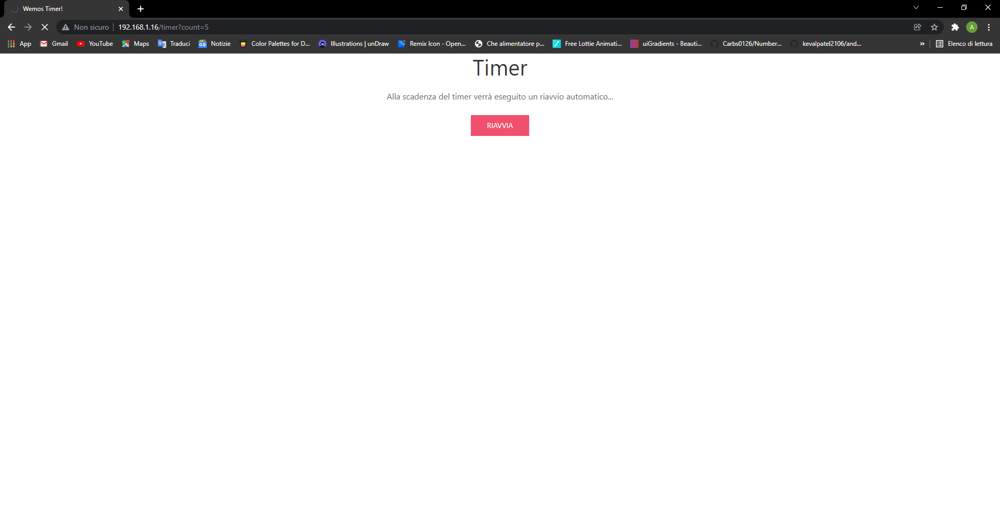 Wemos Timer!
Non sicuro 192.168.1.16/timer?count=5 A
App Gmail YouTube Maps Traduci Notizie Color Palettes for D... Illustrations | unDraw Remix Icon - Open... Che alimentatore p... Free Lottie Animati... uiGradients - Beauti... Carbs0126/Number... kevalpatel2106/and... » Elenco di lettura
Timer
Alla scadenza del timer verrà eseguito un riavvio automatico...
RIAVVIA